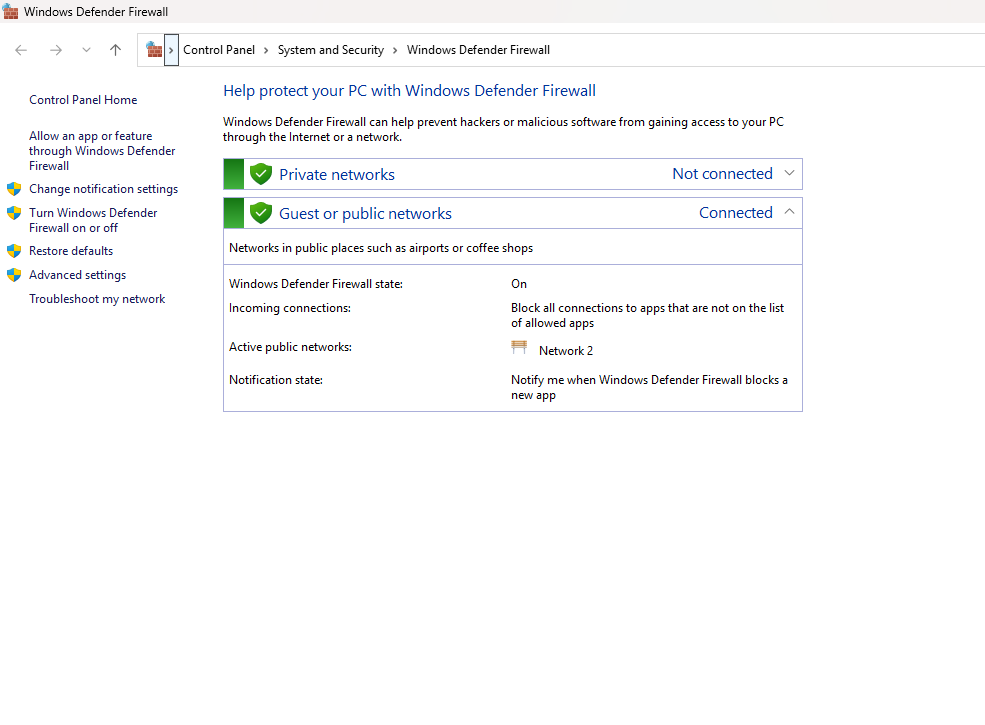 Windows Defender Firewall
Control Panel > System and Security > Windows Defender Firewall
Control Panel Home
Allow an app or feature
through Windows Defender
Firewall
Change notification settings
Turn Windows Defender
Firewall on or off
Restore defaults
Advanced settings
Troubleshoot my network
Help protect your PC with Windows Defender Firewall
Windows Defender Firewall can help prevent hackers or malicious software from gaining access to your PC
through the Internet or a network.
Private networks Not connected
Guest or public networks Connected
Networks in public places such as airports or coffee shops
Windows Defender Firewall state: On
Incoming connections: Block all connections to apps that are not on the list
of allowed apps
Active public networks: Network 2
Notification state: Notify me when Windows Defender Firewall blocks a
new app